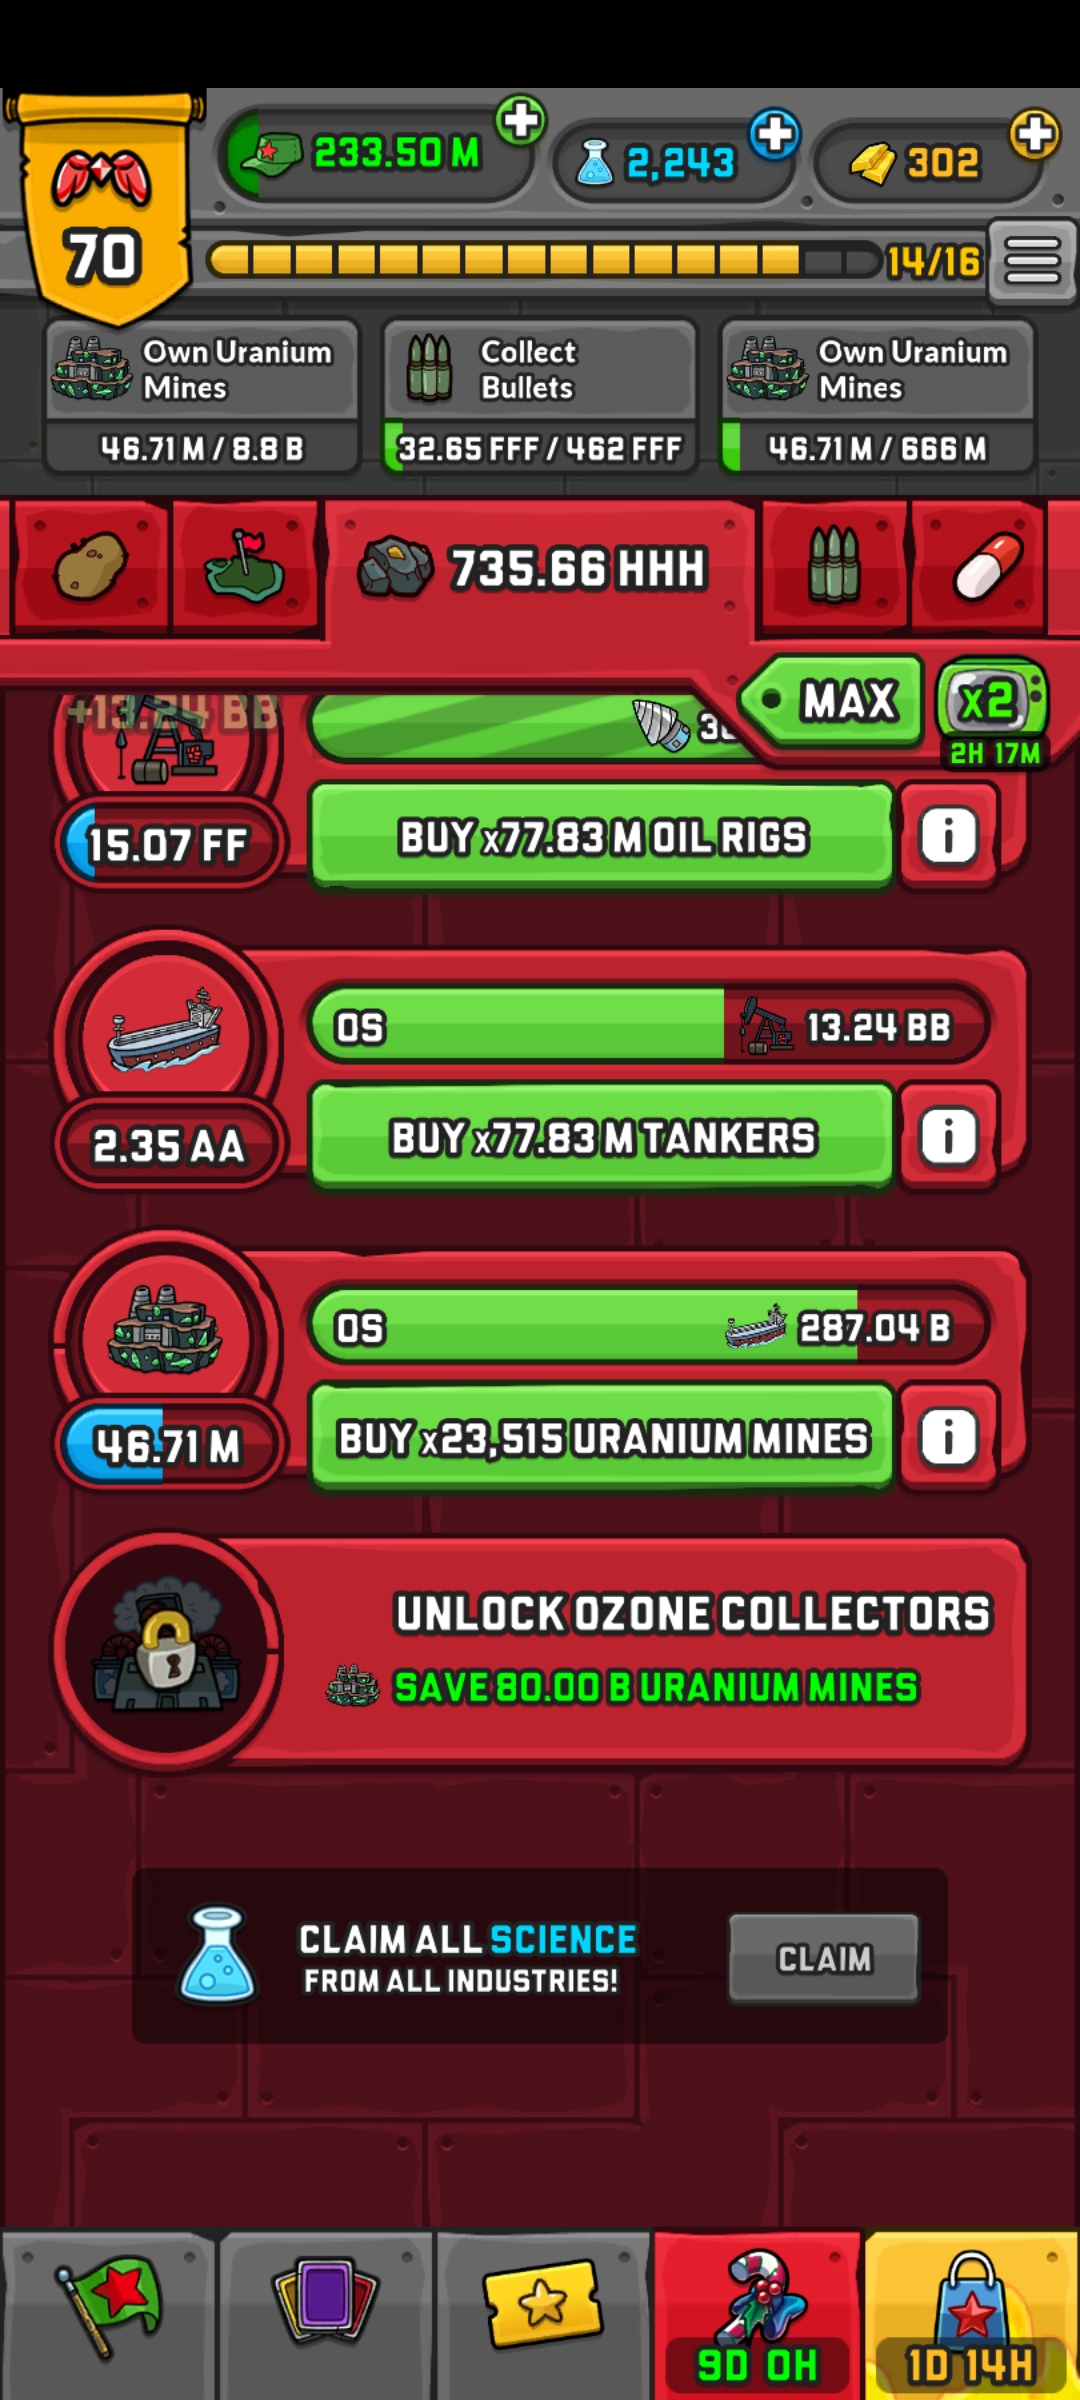 233.50 M
2,243
302
70
14/16
Own Uranium
Mines
46.71 M / 8.8 B
Collect
Bullets
32.65 FFF / 462 FFF
Own Uranium
Mines
46.71 M / 666 M
735.66 HHH
MAX
x2
2H 17M
+13.24 BB
15.07 FF
BUY x77.83 M OIL RIGS
i
0S
13.24 BB
2.35 AA
BUY x77.83 M TANKERS
i
0S
287.04 B
46.71 M
BUY x23,515 URANIUM MINES
i
UNLOCK OZONE COLLECTORS
SAVE 80.00 B URANIUM MINES
CLAIM ALL SCIENCE
FROM ALL INDUSTRIES!
CLAIM
9D 0H
1D 14H